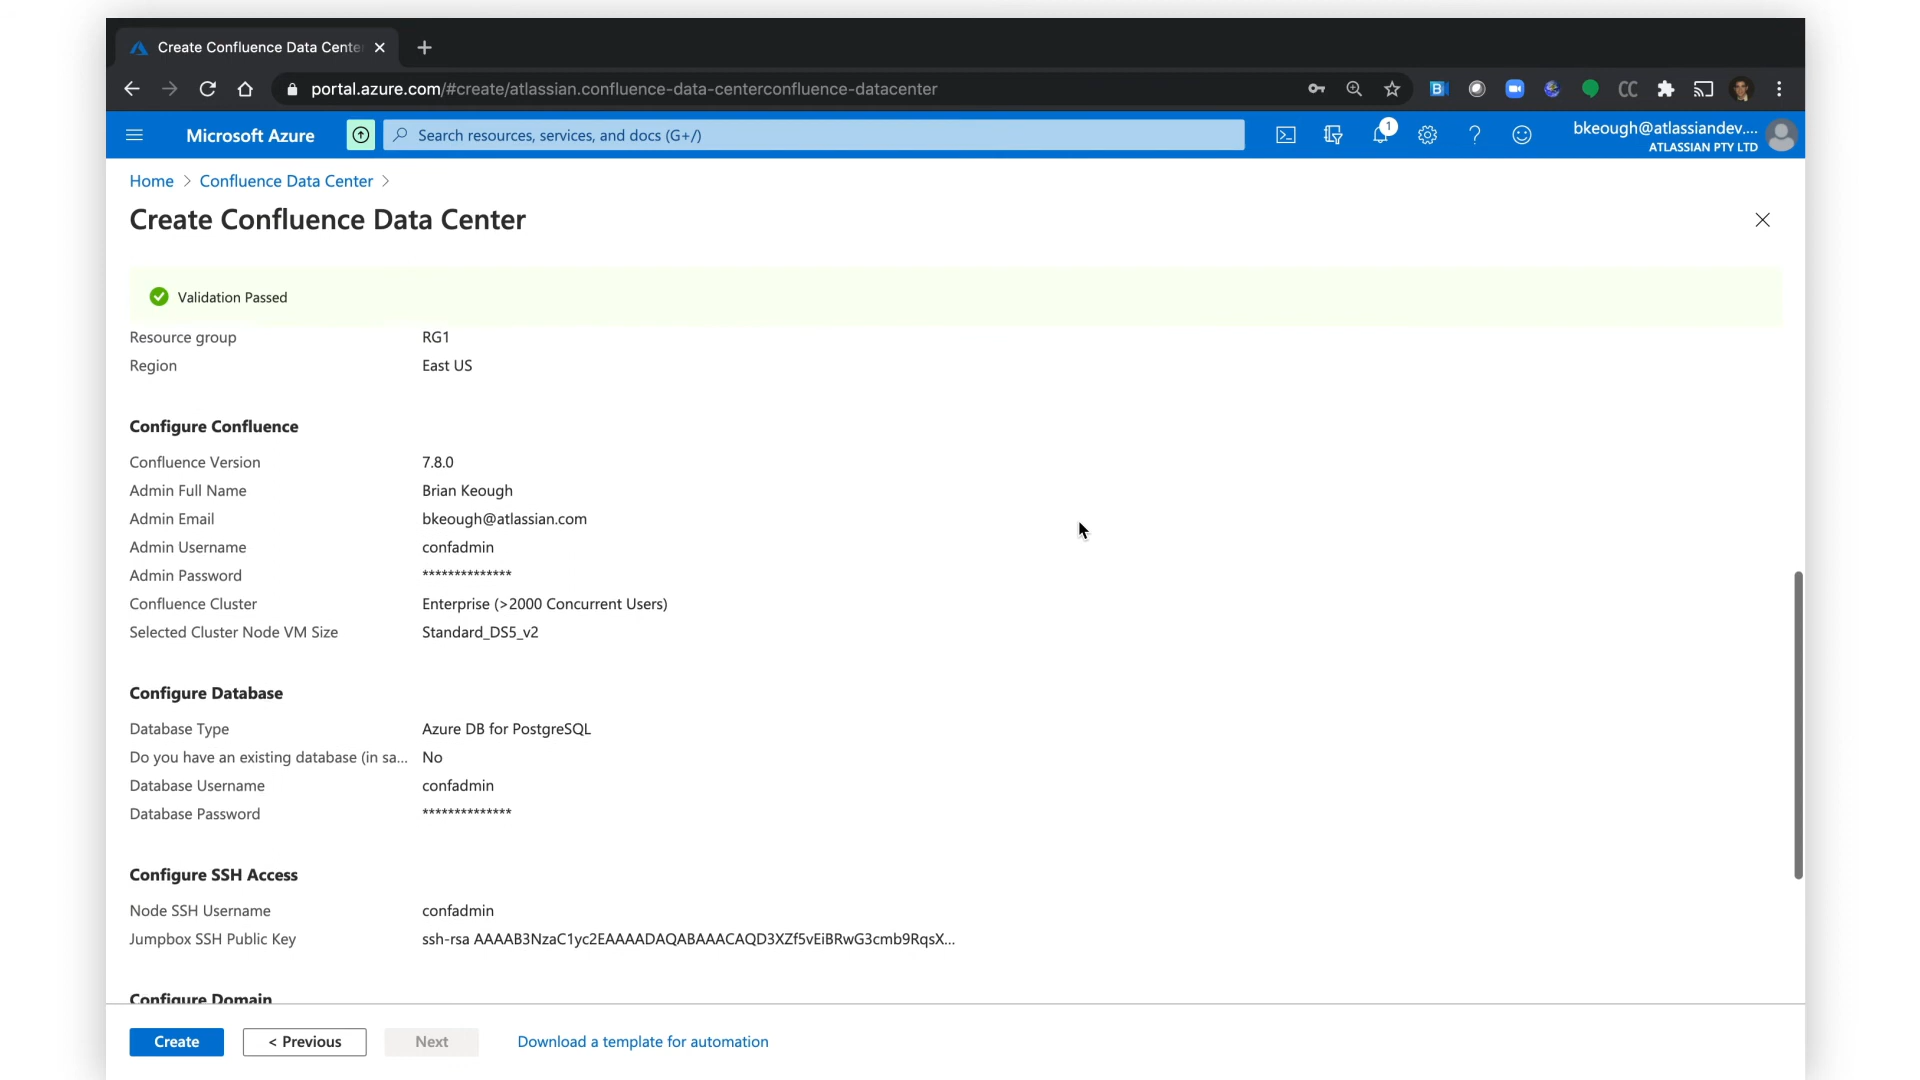 Create Confluence Data Cente
portal.azure.com/#create/atlassian.confluence-data-centerconfluence-datacenter
B
CC
Microsoft Azure
Search resources, services, and docs (G+/)
1
bkeough@atlassiandev....
ATLASSIAN PTY LTD
Home > Confluence Data Center >
Create Confluence Data Center
Validation Passed
Resource group RG1
Region East US
Configure Confluence
Confluence Version 7.8.0
Admin Full Name Brian Keough
Admin Email bkeough@atlassian.com
Admin Username confadmin
Admin Password **************
Confluence Cluster Enterprise (>2000 Concurrent Users)
Selected Cluster Node VM Size Standard_DS5_v2
Configure Database
Database Type Azure DB for PostgreSQL
Do you have an existing database (in sa... No
Database Username confadmin
Database Password **************
Configure SSH Access
Node SSH Username confadmin
Jumpbox SSH Public Key ssh-rsa AAAAB3NzaC1yc2EAAAADAQABAAACAQD3XZf5vEiBRwG3cmb9RqsX...
Configure Domain
Create < Previous Next Download a template for automation